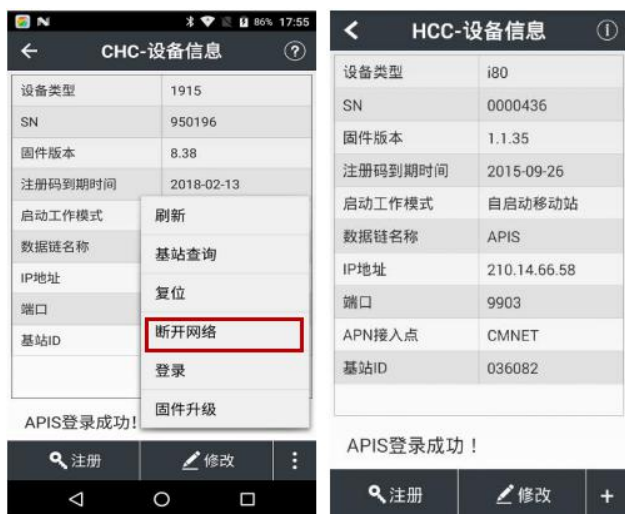 N 86% 17:55
CHC-设备信息 ?
设备类型 1915
SN 950196
固件版本 8.38
注册码到期时间 2018-02-13
启动工作模式
数据链名称
IP地址
端口
基站ID
刷新
基站查询
复位
断开网络
登录
固件升级
APIS登录成功!
注册 修改
HCC-设备信息
设备类型 i80
SN 0000436
固件版本 1.1.35
注册码到期时间 2015-09-26
启动工作模式 自启动移动站
数据链名称 APIS
IP地址 210.14.66.58
端口 9903
APN接入点 CMNET
基站ID 036082
APIS登录成功！
注册 修改 +